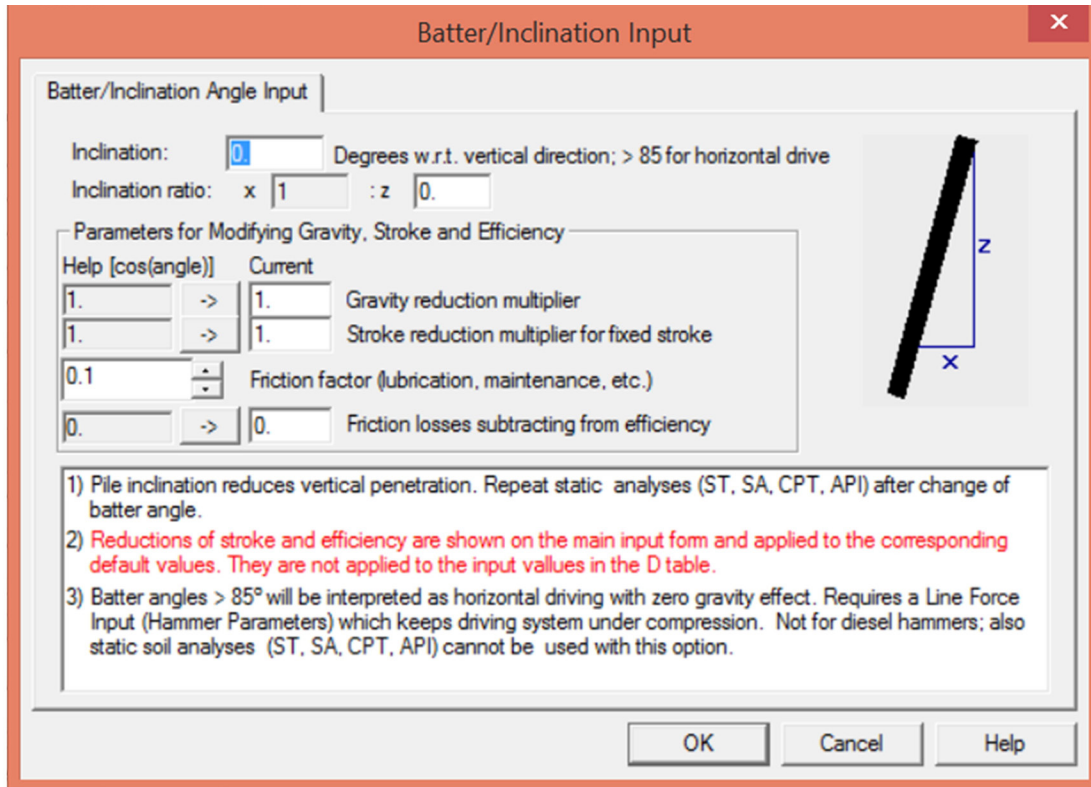 Batter/Inclination Input
x
Batter/Inclination Angle Input
Inclination: 0. Degrees w.r.t. vertical direction; > 85 for horizontal drive
Inclination ratio: x 1 : z 0.
Parameters for Modifying Gravity, Stroke and Efficiency
Help [cos(angle)] Current
1. -> 1. Gravity reduction multiplier
1. -> 1. Stroke reduction multiplier for fixed stroke
0.1 Friction factor (lubrication, maintenance, etc.)
0. -> 0. Friction losses subtracting from efficiency
z
x
1) Pile inclination reduces vertical penetration. Repeat static analyses (ST, SA, CPT, API) after change of
batter angle.
2) Reductions of stroke and efficiency are shown on the main input form and applied to the corresponding
default values. They are not applied to the input vallues in the D table.
3) Batter angles > 85º will be interpreted as horizontal driving with zero gravity effect. Requires a Line Force
Input (Hammer Parameters) which keeps driving system under compression. Not for diesel hammers; also
static soil analyses (ST, SA, CPT, API) cannot be used with this option.
OK Cancel Help